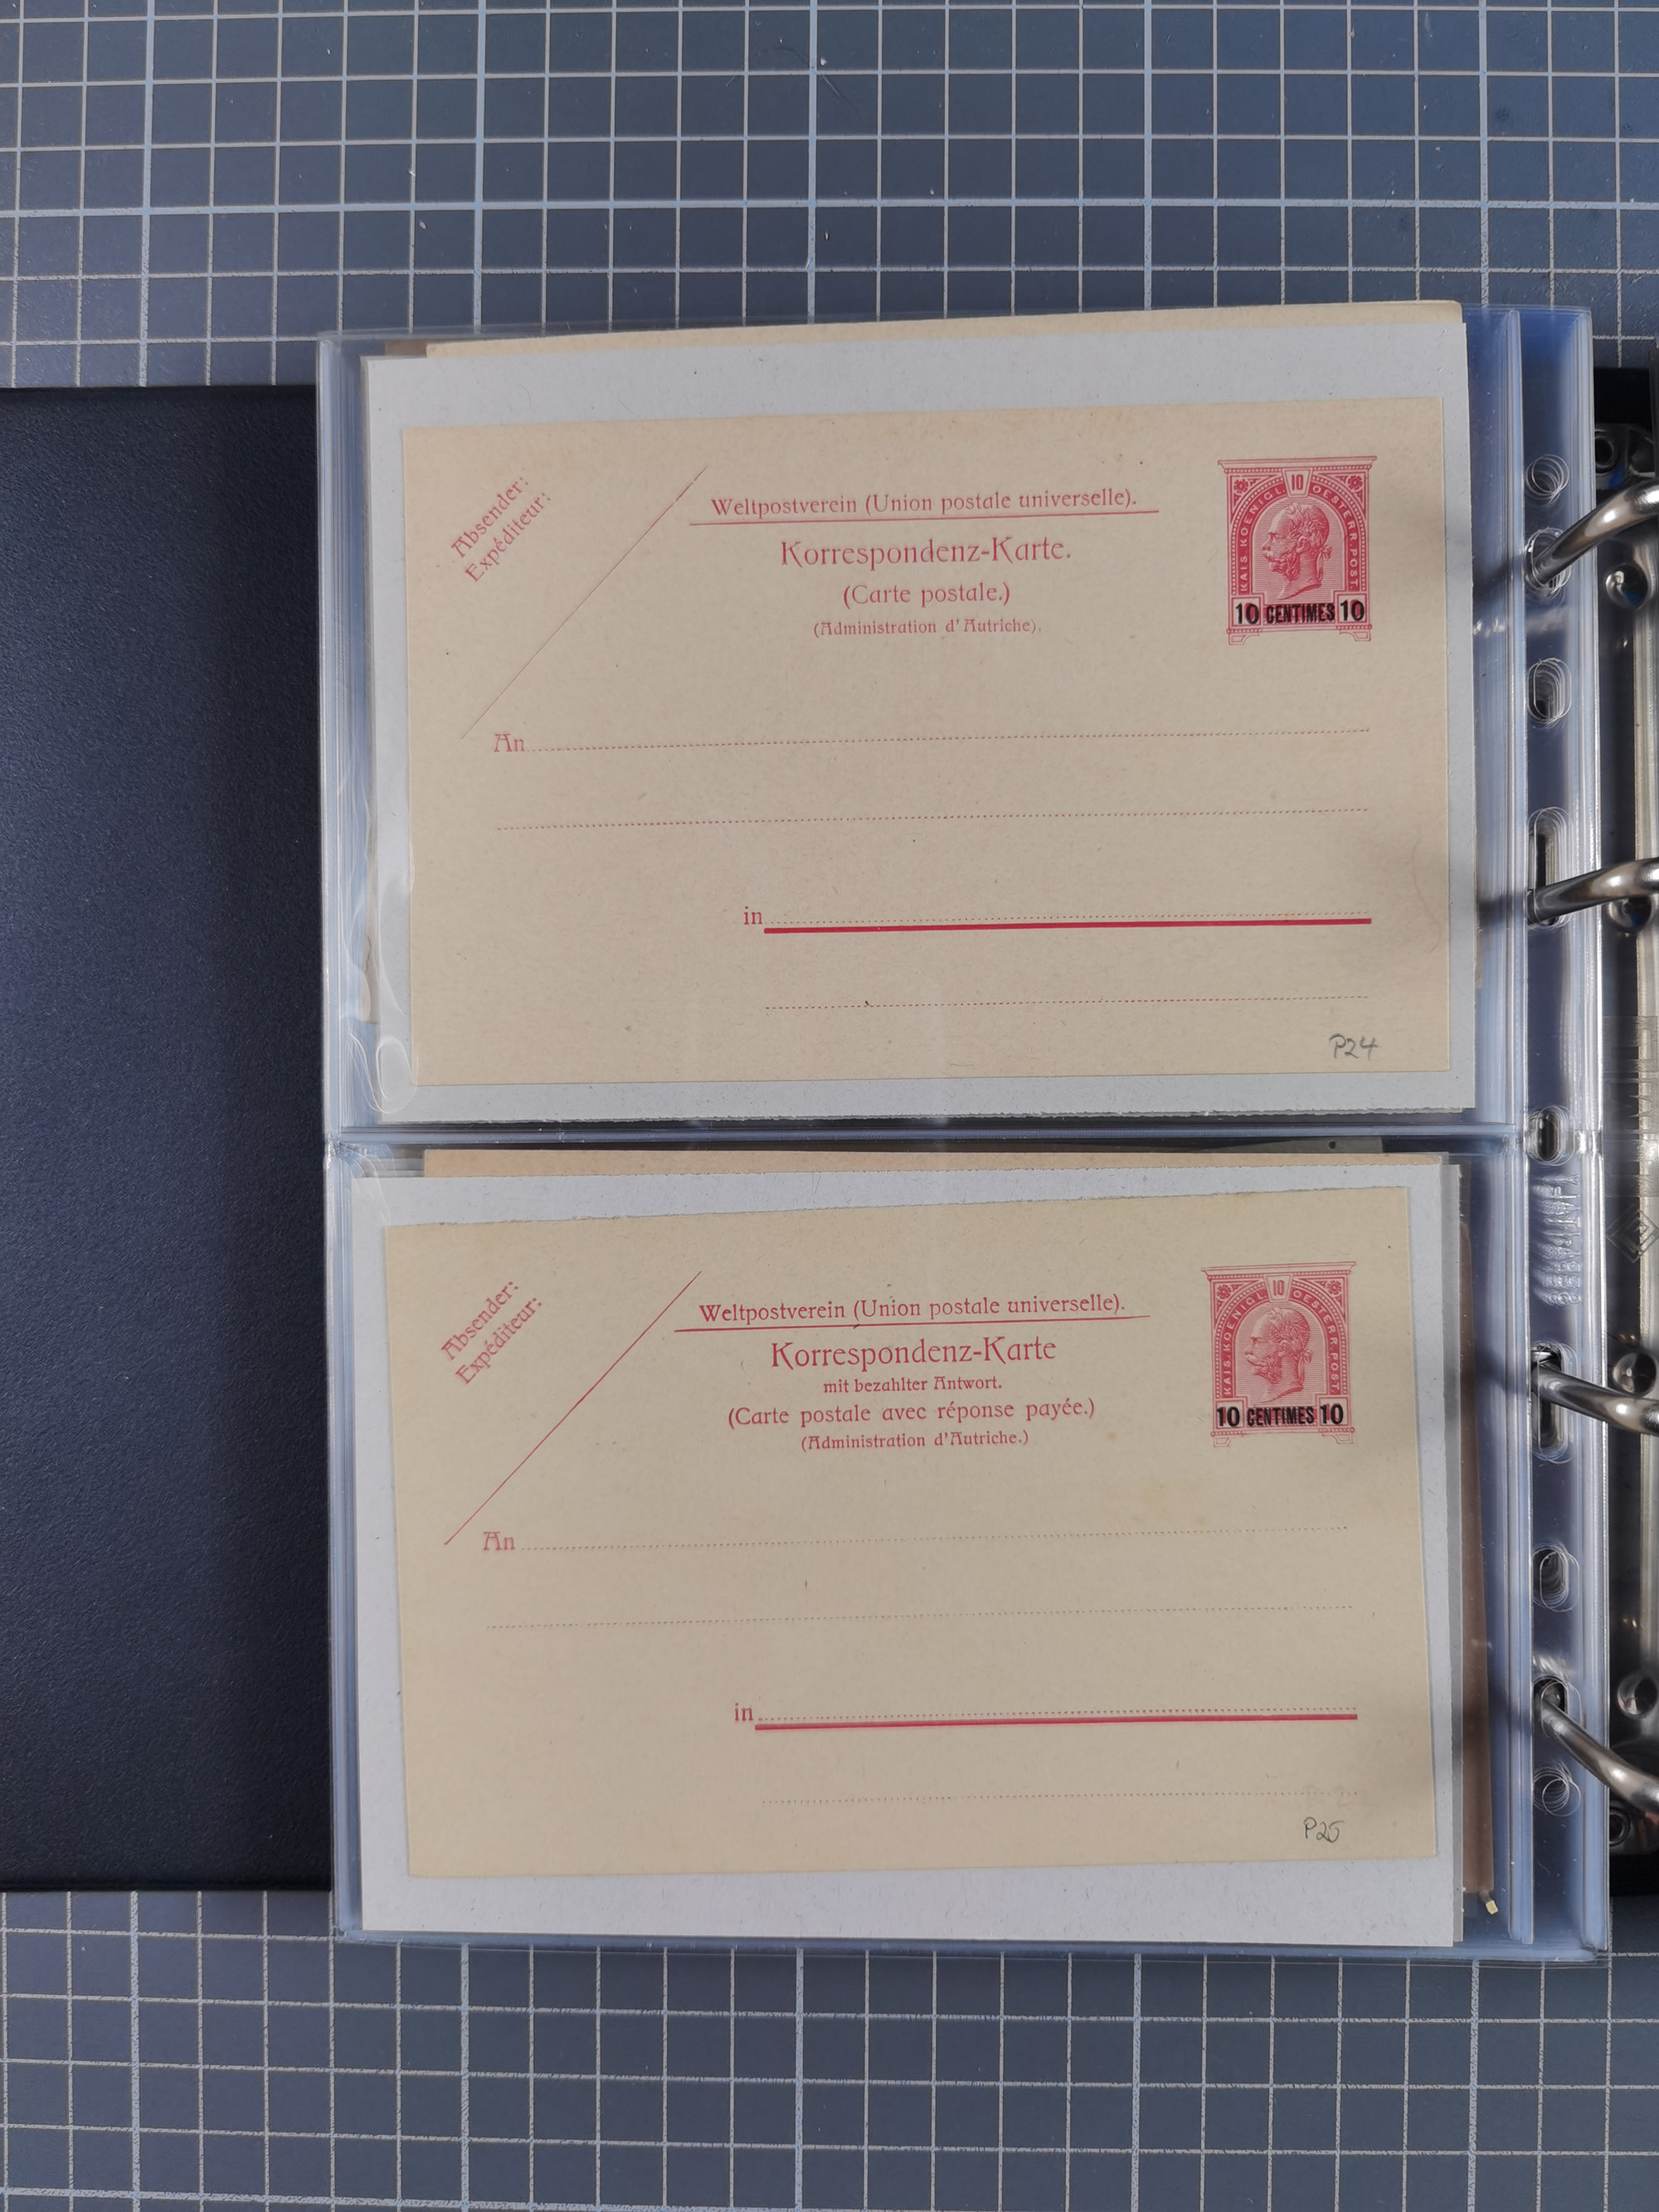 Absender:
Expéditeur:
Weltpostverein (Union postale universelle).
Korrespondenz-Karte.
(Carte postale.)
(Administration d'Autriche).
10
KAIS. KOENIGL. OESTERR. POST.
10 CENTIMES 10
An
in
P24
Absender:
Expéditeur:
Weltpostverein (Union postale universelle).
Korrespondenz-Karte
mit bezahlter Antwort.
(Carte postale avec réponse payée.)
(Administration d'Autriche.)
10
KAIS. KOENIGL. OESTERR. POST.
10 CENTIMES 10
An
in
P25